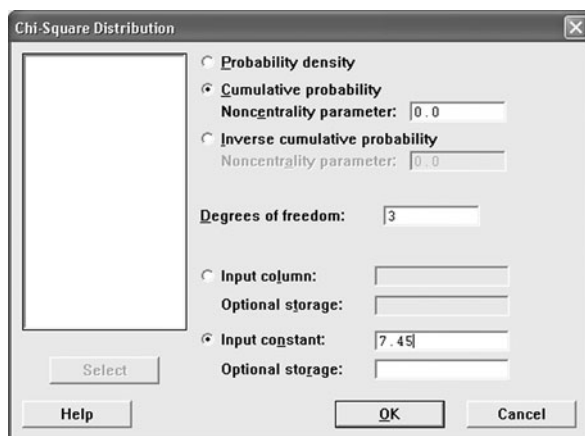 Chi-Square Distribution
Probability density
Cumulative probability
Noncentrality parameter: 0.0
Inverse cumulative probability
Noncentrality parameter: 0.0
Degrees of freedom: 3
Input column:
Optional storage:
Input constant: 7.45
Optional storage:
Select
Help
OK
Cancel